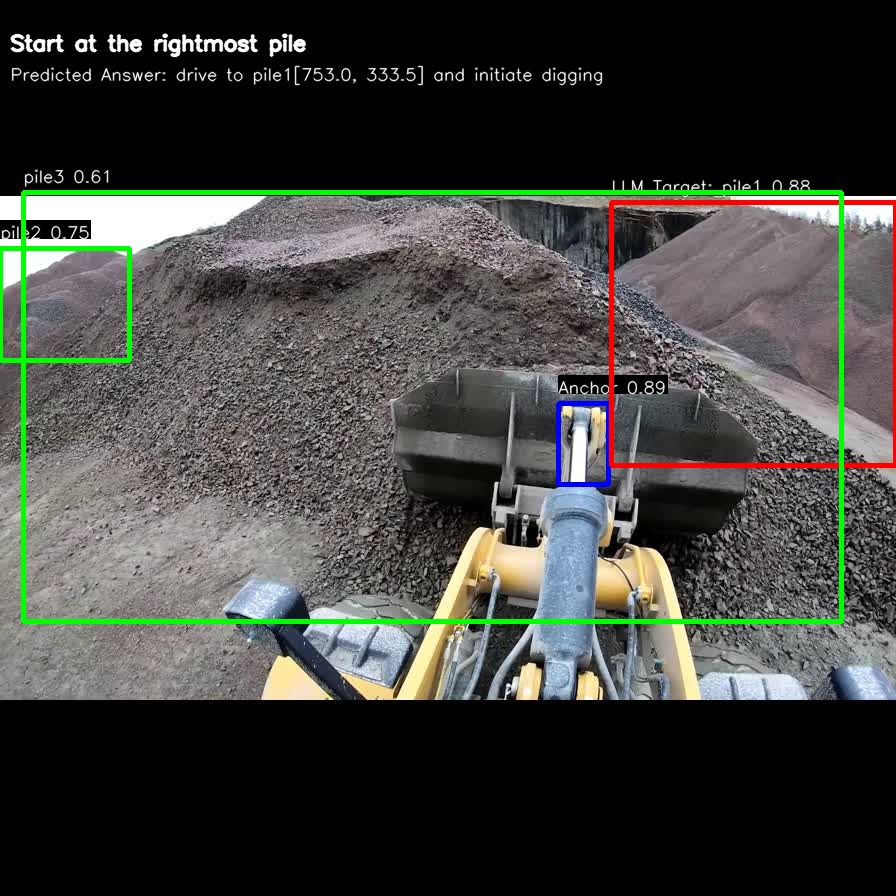 Start at the rightmost pile
Predicted Answer: drive to pile1[753.0, 333.5] and initiate digging
pile3 0.61
LLM Target: pile1 0.88
pile2 0.75
Anchor 0.89